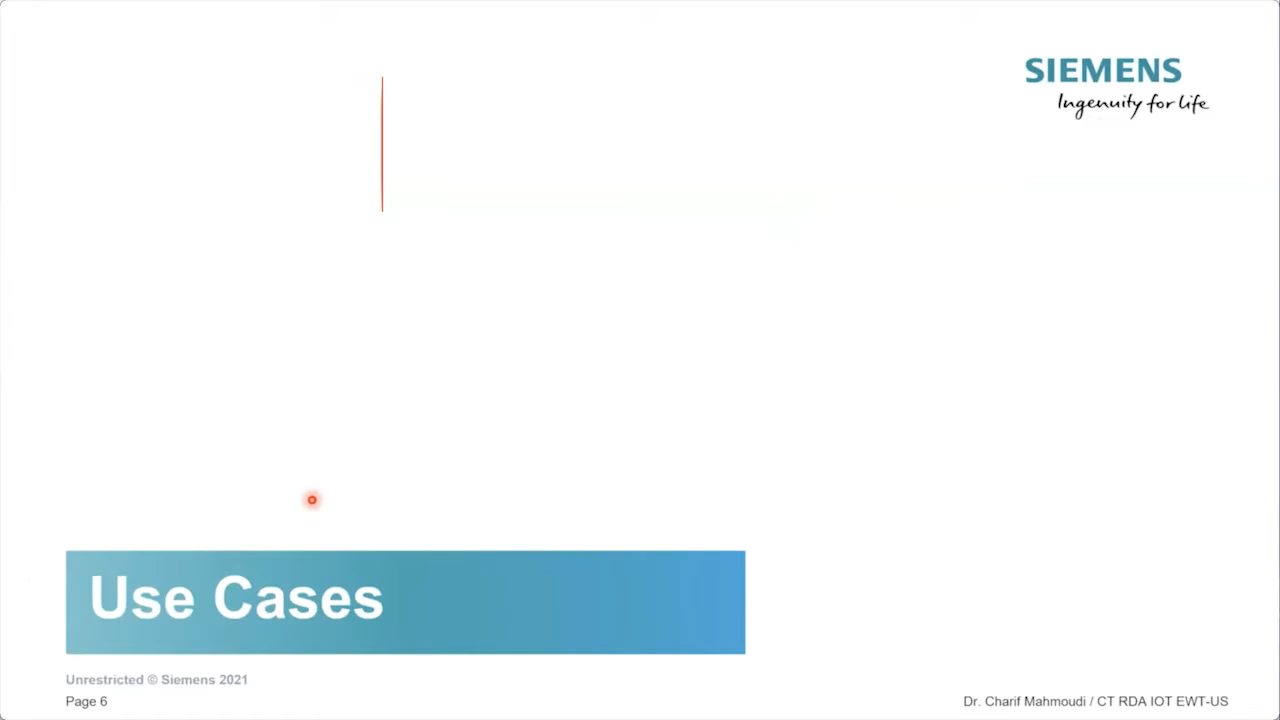 SIEMENS
Ingenuity for life
Use Cases
Unrestricted © Siemens 2021
Page 6
Dr. Charif Mahmoudi / CT RDA IOT EWT-US